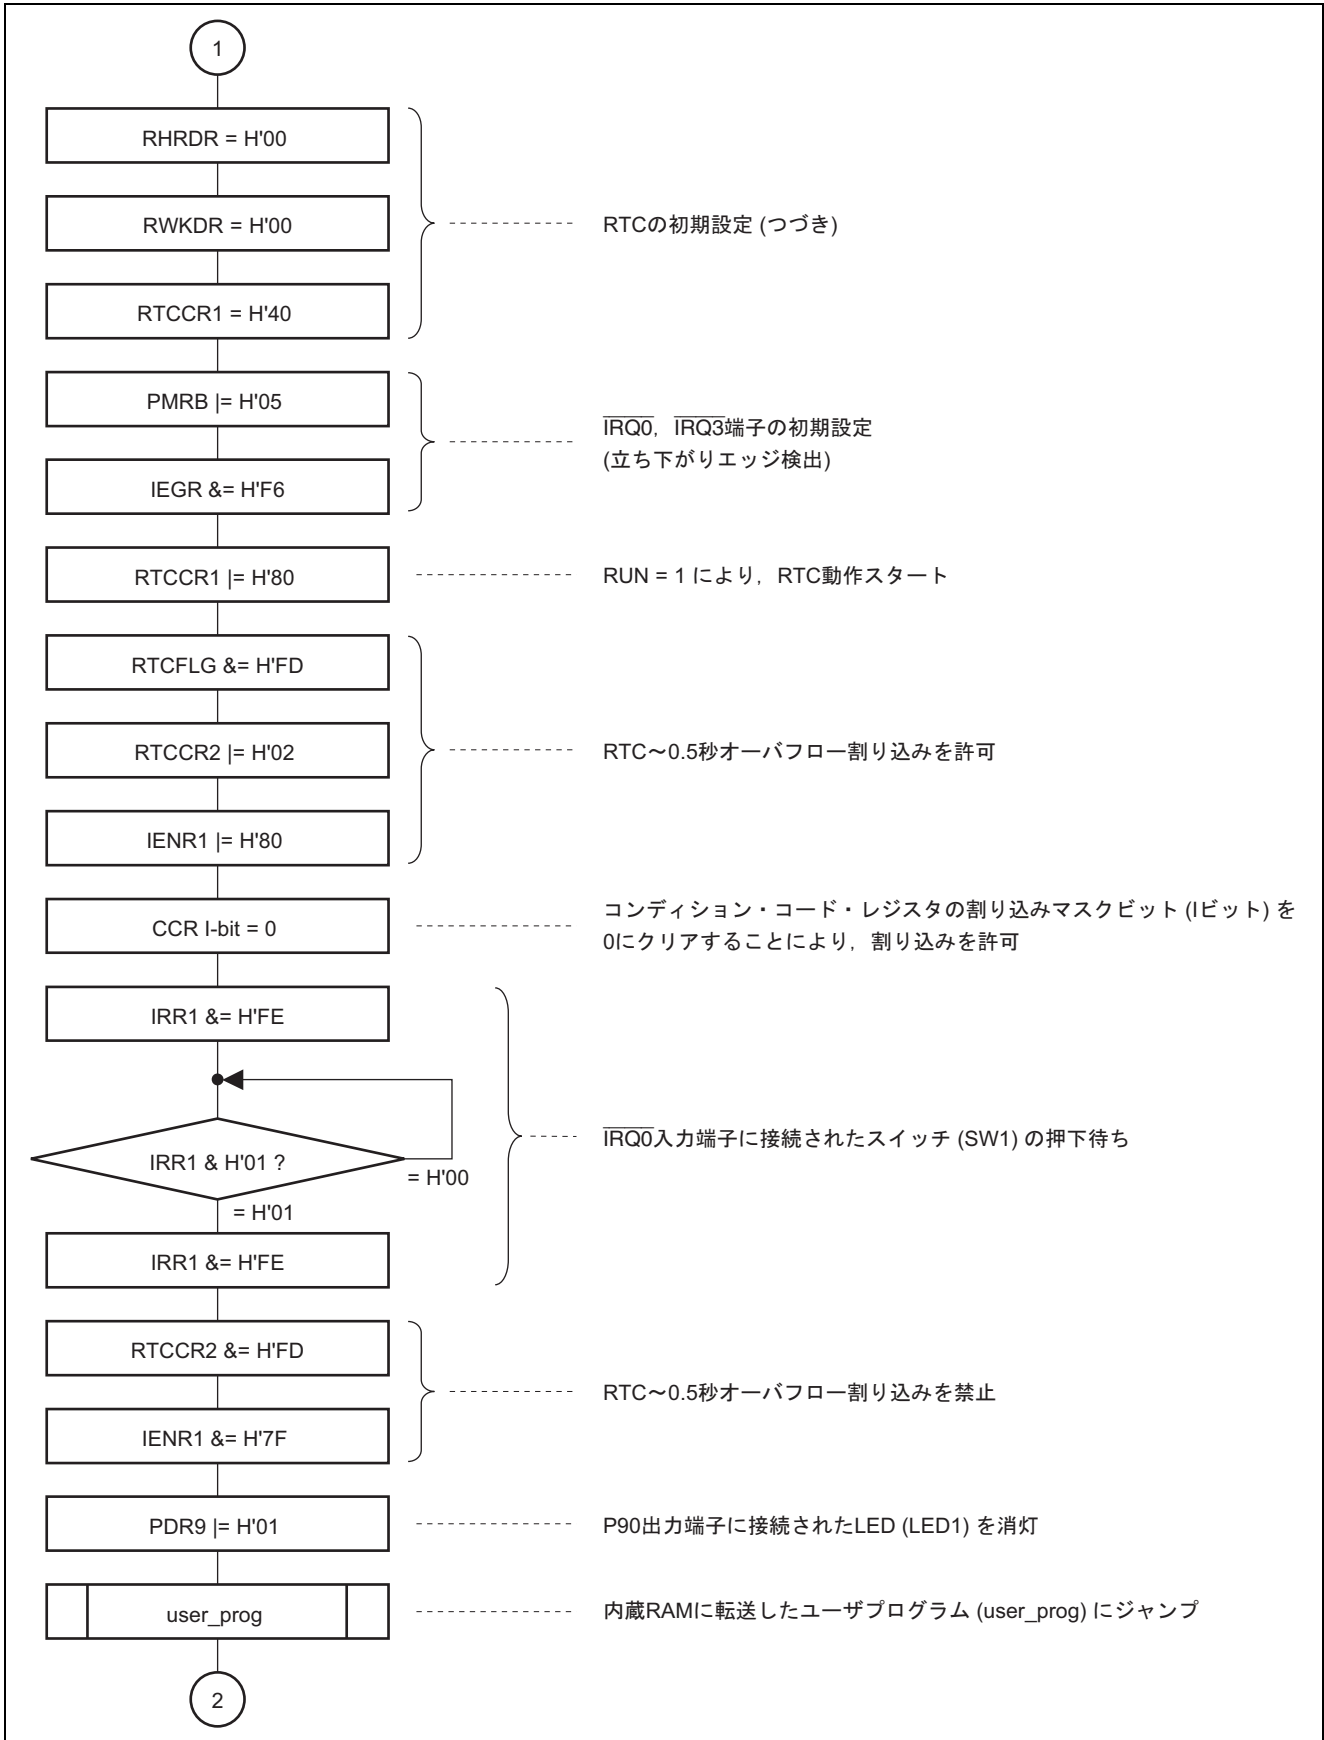 1
RHRDR = H'00
RWKDR = H'00
RTCの初期設定 (つづき)
RTCCR1 = H'40
PMRB |= H'05
IRQ0，IRQ3端子の初期設定
(立ち下がりエッジ検出)
IEGR &= H'F6
RTCCR1 |= H'80
RUN = 1 により，RTC動作スタート
RTCFLG &= H'FD
RTCCR2 |= H'02
RTC～0.5秒オーバフロー割り込みを許可
IENR1 |= H'80
CCR I-bit = 0
コンディション・コード・レジスタの割り込みマスクビット (Iビット) を
0にクリアすることにより，割り込みを許可
IRR1 &= H'FE
IRQ0入力端子に接続されたスイッチ (SW1) の押下待ち
IRR1 & H'01 ?
= H'00
= H'01
IRR1 &= H'FE
RTCCR2 &= H'FD
RTC～0.5秒オーバフロー割り込みを禁止
IENR1 &= H'7F
PDR9 |= H'01
P90出力端子に接続されたLED (LED1) を消灯
user_prog
内蔵RAMに転送したユーザプログラム (user_prog) にジャンプ
2